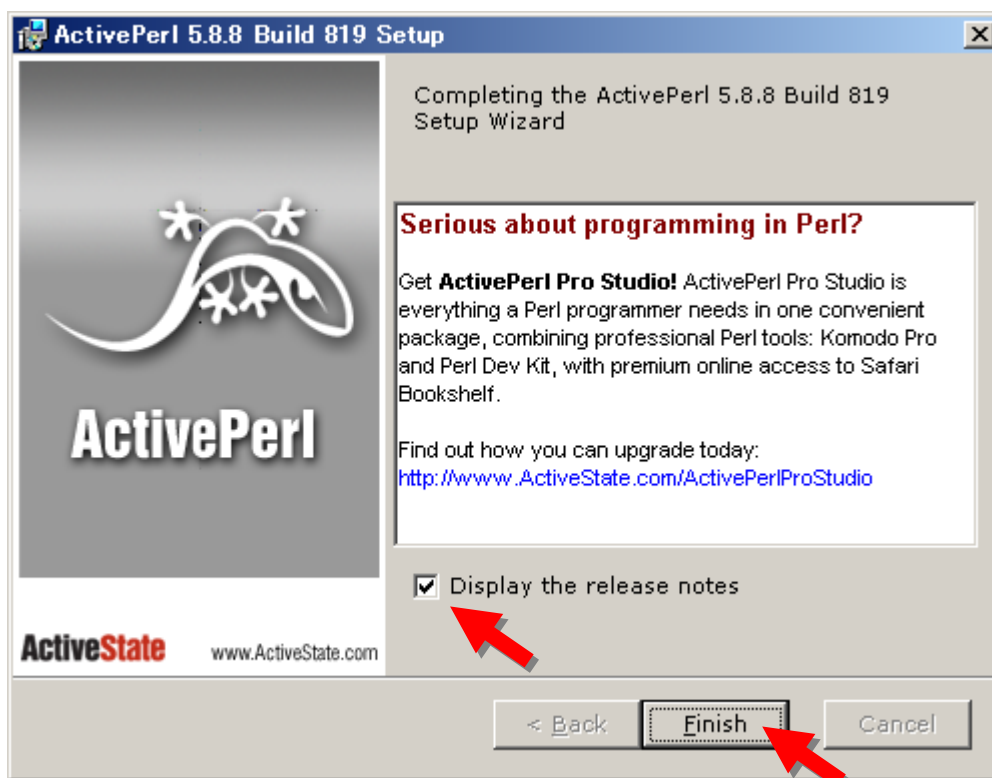 ActivePerl 5.8.8 Build 819 Setup
Completing the ActivePerl 5.8.8 Build 819
Setup Wizard
Serious about programming in Perl?
Get ActivePerl Pro Studio! ActivePerl Pro Studio is
everything a Perl programmer needs in one convenient
package, combining professional Perl tools: Komodo Pro
and Perl Dev Kit, with premium online access to Safari
Bookshelf.
Find out how you can upgrade today:
http://www.ActiveState.com/ActivePerlProStudio
ActivePerl
Display the release notes
ActiveState www.ActiveState.com
< Back Finish Cancel